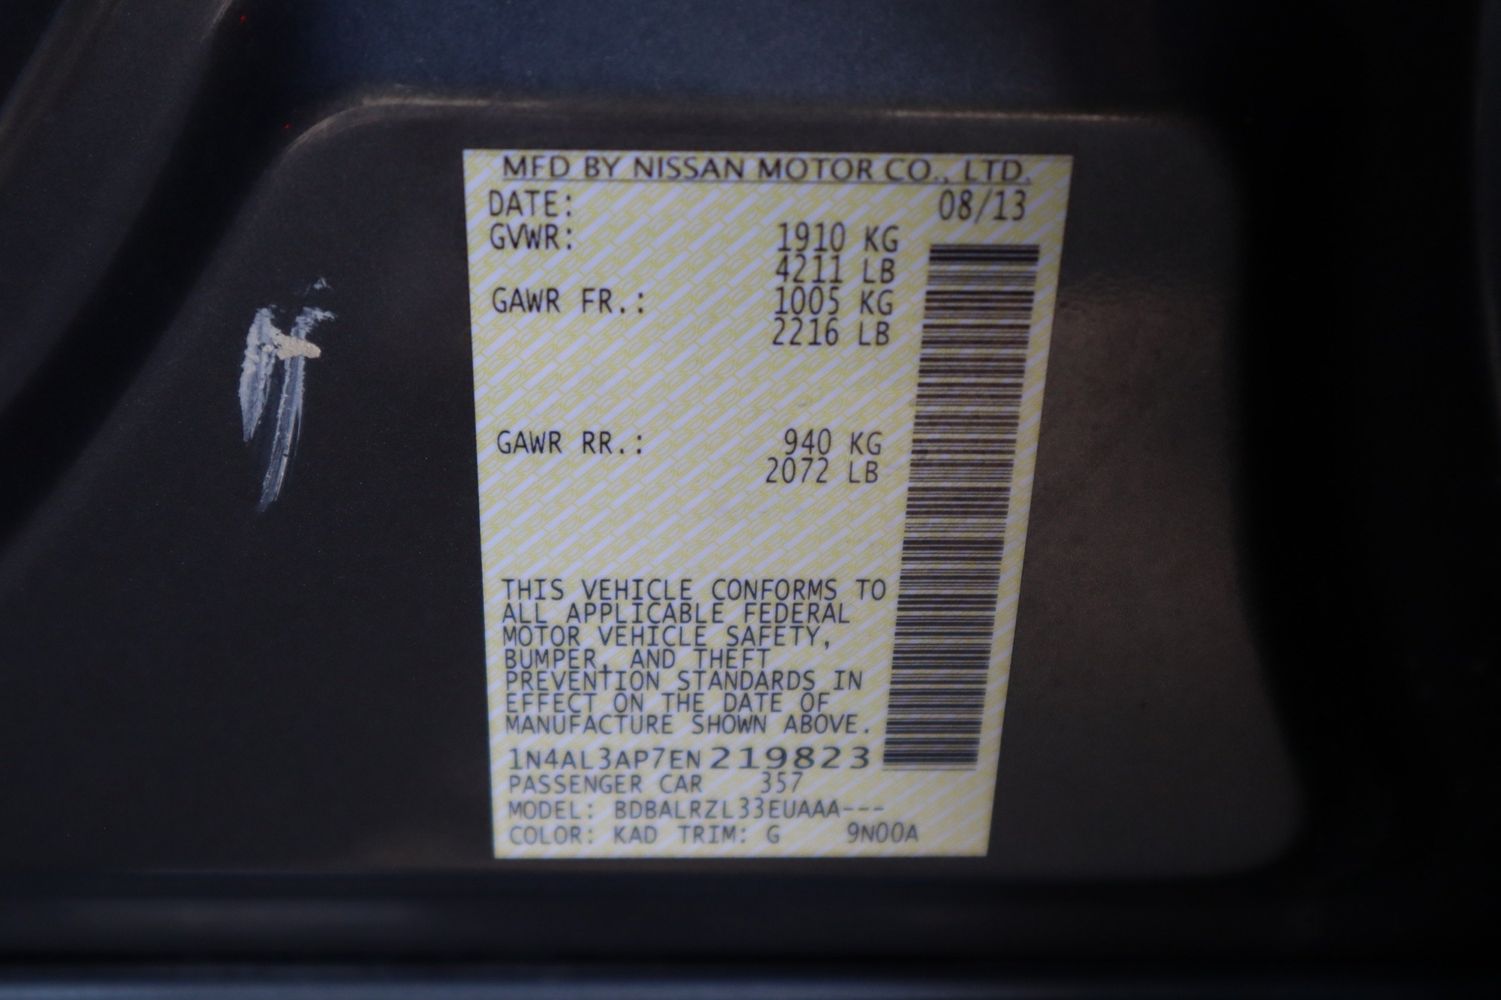 MFD BY NISSAN MOTOR CO., LTD.
DATE: 08/13
GVWR: 1910 KG
4211 LB
GAWR FR.: 1005 KG
2216 LB
GAWR RR.: 940 KG
2072 LB
THIS VEHICLE CONFORMS TO
ALL APPLICABLE FEDERAL
MOTOR VEHICLE SAFETY,
BUMPER, AND THEFT
PREVENTION STANDARDS IN
EFFECT ON THE DATE OF
MANUFACTURE SHOWN ABOVE.
1N4AL3AP7EN219823
PASSENGER CAR 357
MODEL: BDBALRZL33EUAAA---
COLOR: KAD TRIM: G 9N00A